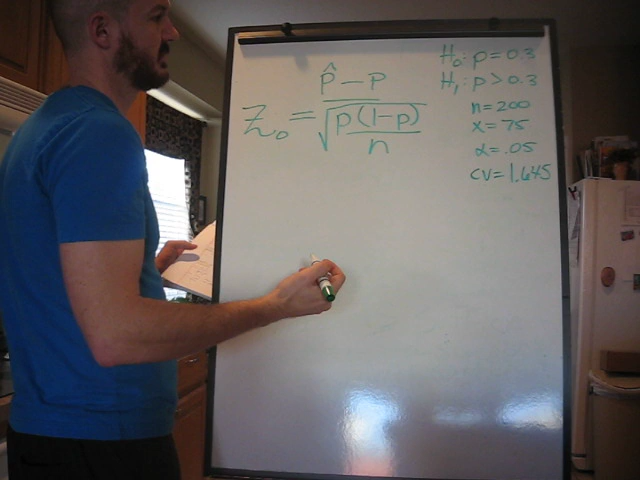 Z₀ = p̂ - p / √(p(1-p) / n)
H₀: p = 0.3
H₁: p > 0.3
n = 200
x = 75
α = .05
CV = 1.645